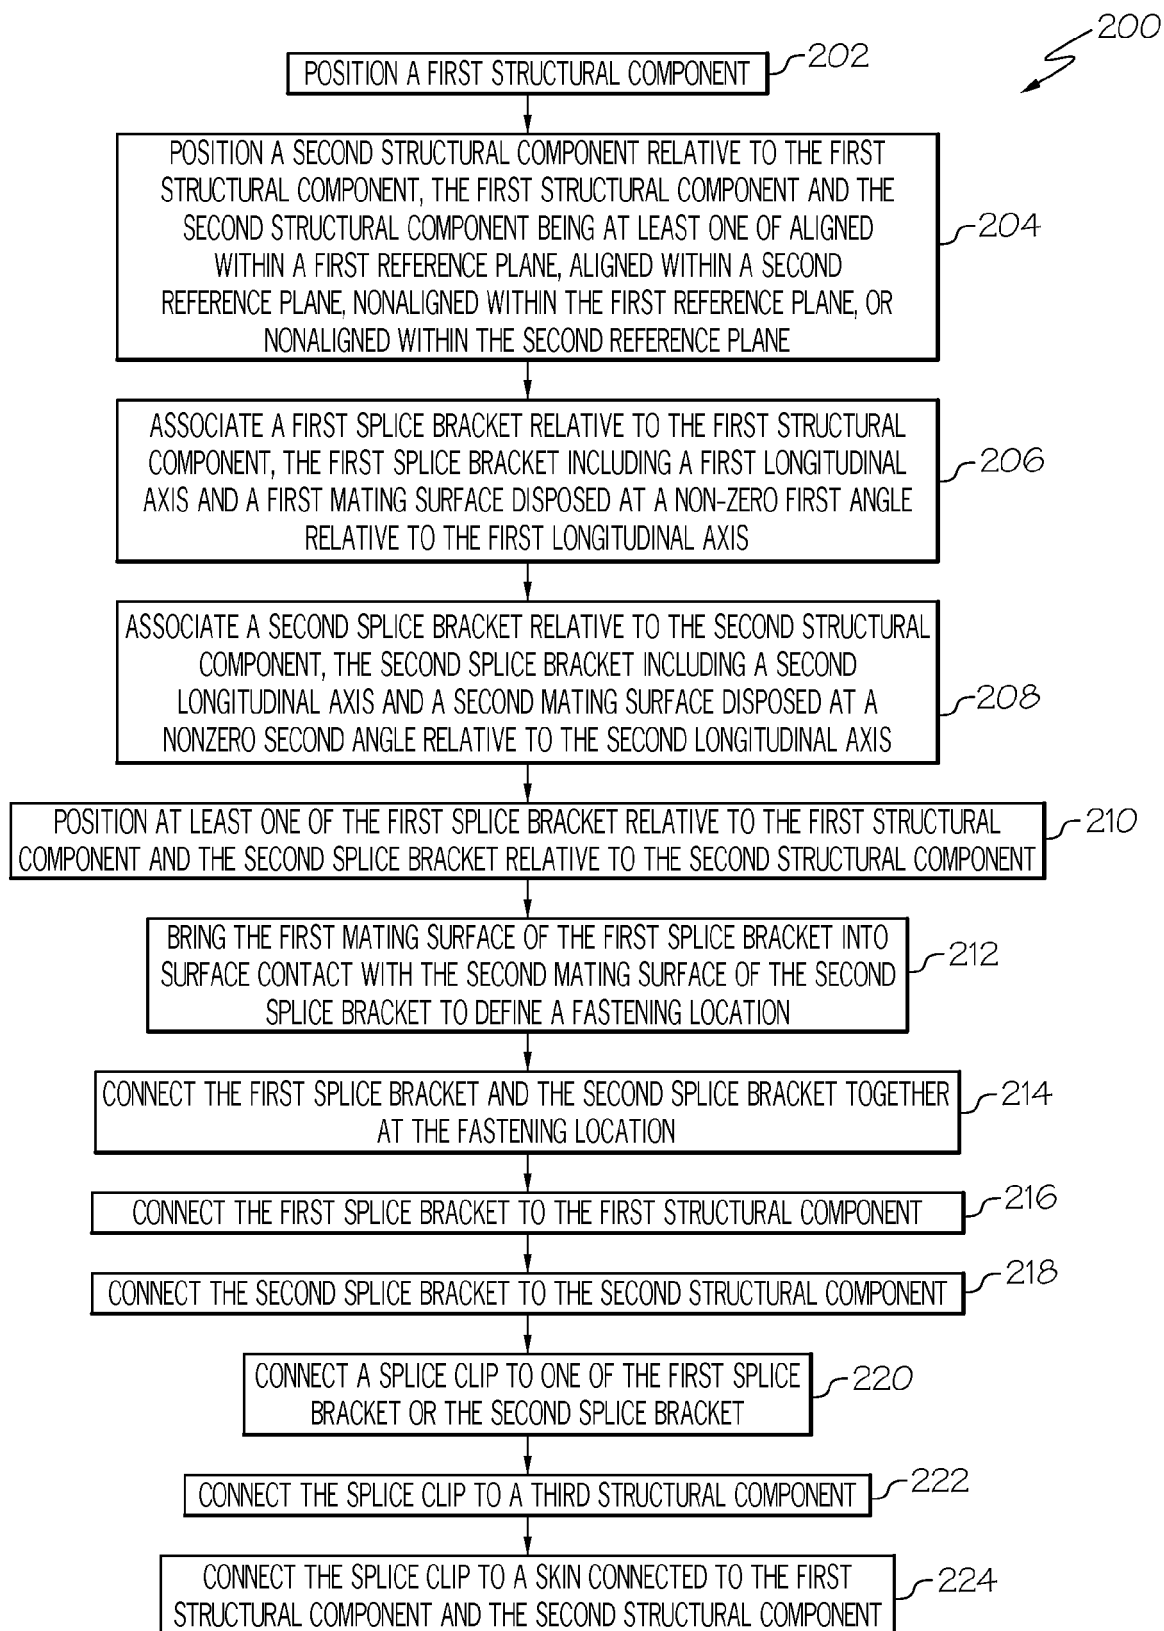 200
POSITION A FIRST STRUCTURAL COMPONENT
202
POSITION A SECOND STRUCTURAL COMPONENT RELATIVE TO THE FIRST
STRUCTURAL COMPONENT, THE FIRST STRUCTURAL COMPONENT AND THE
SECOND STRUCTURAL COMPONENT BEING AT LEAST ONE OF ALIGNED
WITHIN A FIRST REFERENCE PLANE, ALIGNED WITHIN A SECOND
REFERENCE PLANE, NONALIGNED WITHIN THE FIRST REFERENCE PLANE, OR
NONALIGNED WITHIN THE SECOND REFERENCE PLANE
204
ASSOCIATE A FIRST SPLICE BRACKET RELATIVE TO THE FIRST STRUCTURAL
COMPONENT, THE FIRST SPLICE BRACKET INCLUDING A FIRST LONGITUDINAL
AXIS AND A FIRST MATING SURFACE DISPOSED AT A NON-ZERO FIRST ANGLE
RELATIVE TO THE FIRST LONGITUDINAL AXIS
206
ASSOCIATE A SECOND SPLICE BRACKET RELATIVE TO THE SECOND STRUCTURAL
COMPONENT, THE SECOND SPLICE BRACKET INCLUDING A SECOND
LONGITUDINAL AXIS AND A SECOND MATING SURFACE DISPOSED AT A
NONZERO SECOND ANGLE RELATIVE TO THE SECOND LONGITUDINAL AXIS
208
POSITION AT LEAST ONE OF THE FIRST SPLICE BRACKET RELATIVE TO THE FIRST STRUCTURAL
COMPONENT AND THE SECOND SPLICE BRACKET RELATIVE TO THE SECOND STRUCTURAL COMPONENT
210
BRING THE FIRST MATING SURFACE OF THE FIRST SPLICE BRACKET INTO
SURFACE CONTACT WITH THE SECOND MATING SURFACE OF THE SECOND
SPLICE BRACKET TO DEFINE A FASTENING LOCATION
212
CONNECT THE FIRST SPLICE BRACKET AND THE SECOND SPLICE BRACKET TOGETHER
AT THE FASTENING LOCATION
214
CONNECT THE FIRST SPLICE BRACKET TO THE FIRST STRUCTURAL COMPONENT
216
CONNECT THE SECOND SPLICE BRACKET TO THE SECOND STRUCTURAL COMPONENT
218
CONNECT A SPLICE CLIP TO ONE OF THE FIRST SPLICE
BRACKET OR THE SECOND SPLICE BRACKET
220
CONNECT THE SPLICE CLIP TO A THIRD STRUCTURAL COMPONENT
222
CONNECT THE SPLICE CLIP TO A SKIN CONNECTED TO THE FIRST
STRUCTURAL COMPONENT AND THE SECOND STRUCTURAL COMPONENT
224